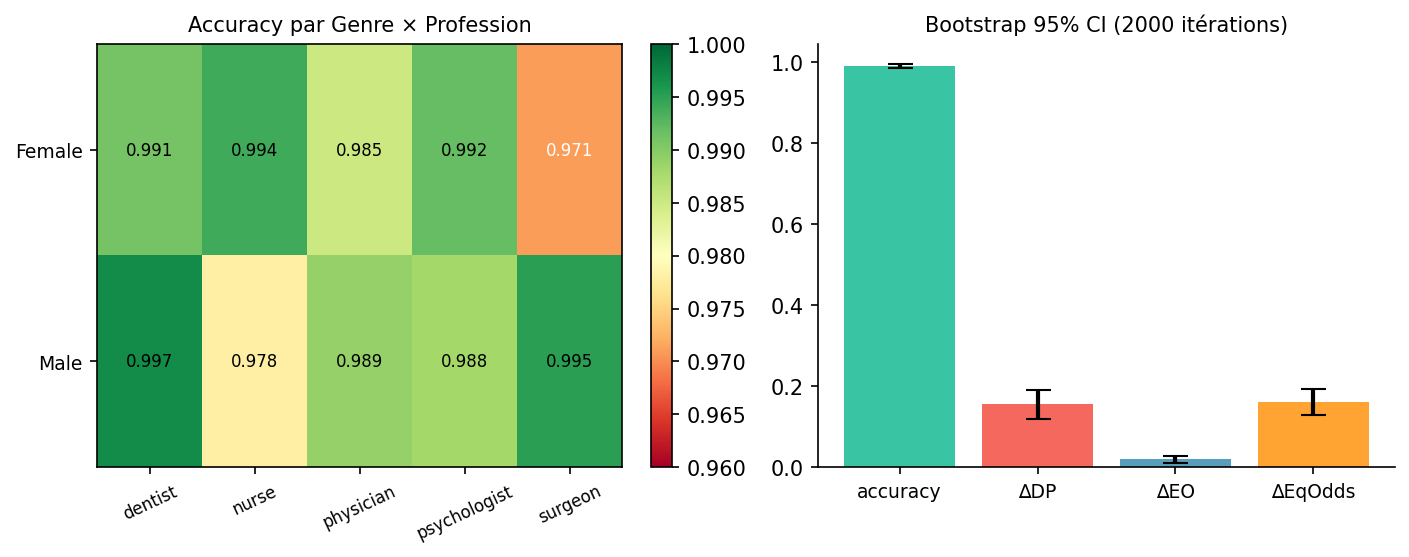 Accuracy par Genre × Profession
Female
Male
0.991 0.994 0.985 0.992 0.971
0.997 0.978 0.989 0.988 0.995
dentist nurse physician psychologist surgeon
1.000
0.995
0.990
0.985
0.980
0.975
0.970
0.965
0.960
Bootstrap 95% CI (2000 itérations)
1.0
0.8
0.6
0.4
0.2
0.0
accuracy ΔDP ΔEO ΔEqOdds